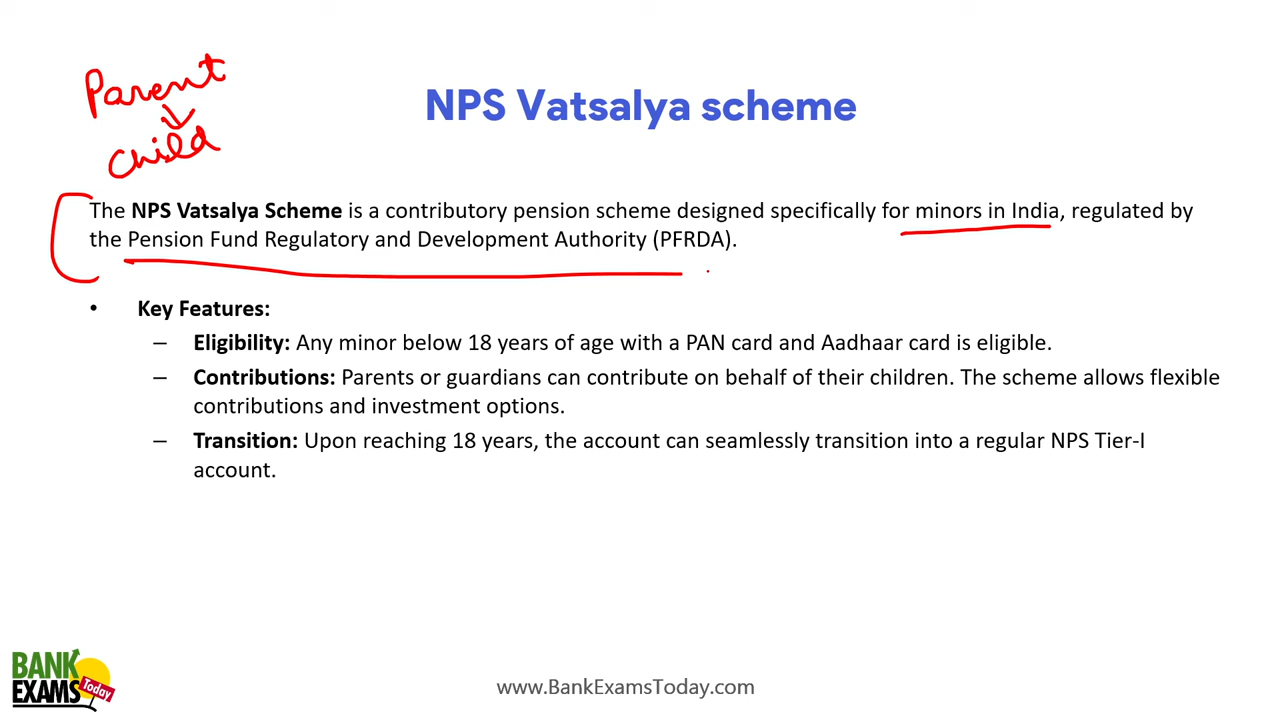 Parent
Child
NPS Vatsalya scheme
The NPS Vatsalya Scheme is a contributory pension scheme designed specifically for minors in India, regulated by
the Pension Fund Regulatory and Development Authority (PFRDA).
• Key Features:
– Eligibility: Any minor below 18 years of age with a PAN card and Aadhaar card is eligible.
– Contributions: Parents or guardians can contribute on behalf of their children. The scheme allows flexible
contributions and investment options.
– Transition: Upon reaching 18 years, the account can seamlessly transition into a regular NPS Tier-I
account.
BANK
EXAMS Today
www.BankExamsToday.com